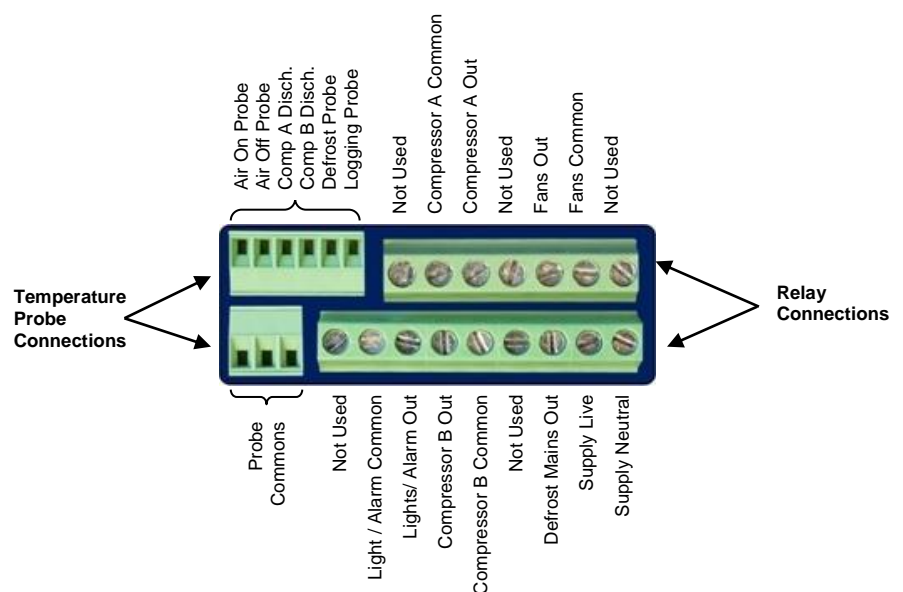 Air On Probe
Air Off Probe
Comp A Disch.
Comp B Disch.
Defrost Probe
Logging Probe
Not Used
Compressor A Common
Compressor A Out
Not Used
Fans Out
Fans Common
Not Used
Temperature
Probe
Connections
Relay
Connections
Probe
Commons
Not Used
Light / Alarm Common
Lights/ Alarm Out
Compressor B Out
Compressor B Common
Not Used
Defrost Mains Out
Supply Live
Supply Neutral